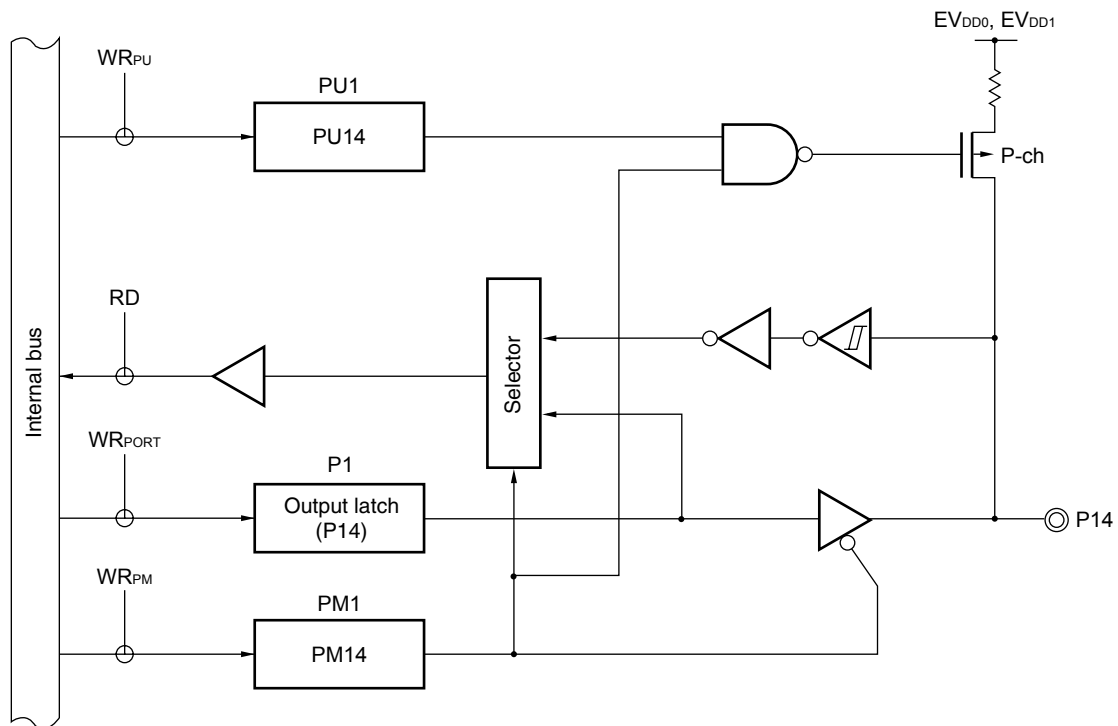 EVDD0, EVDD1
WRPU
PU1
PU14
P-ch
RD
Internal bus
Selector
WRPORT
P1
Output latch
(P14)
P14
WRPM
PM1
PM14